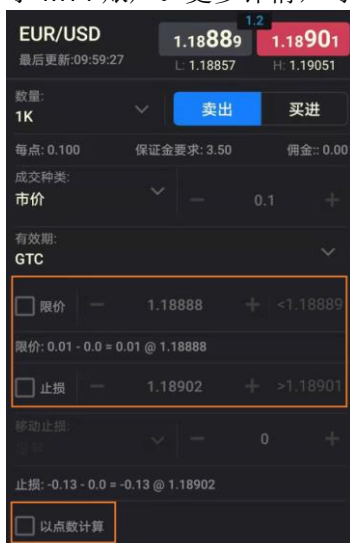 EUR/USD
最后更新:09:59:27
1.18889
1.2
1.18901
L: 1.18857
H: 1.19051
数量:
1K
卖出
买进
每点: 0.100
保证金要求: 3.50
佣金:: 0.00
成交种类:
市价
0.1
有效期:
GTC
限价
1.18888
<1.18889
限价: 0.01 - 0.0 = 0.01 @ 1.18888
止损
1.18902
>1.18901
移动止损:
0
止损: -0.13 - 0.0 = -0.13 @ 1.18902
以点数计算